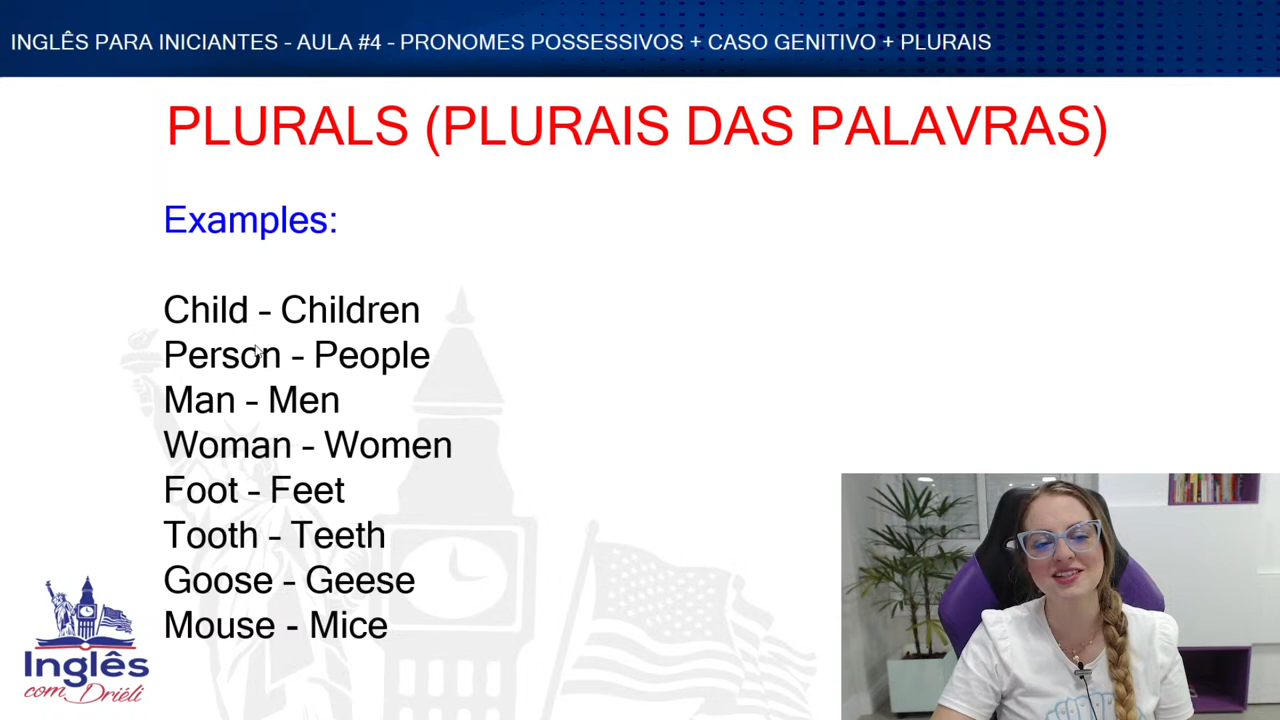 INGLÊS PARA INICIANTES - AULA #4 - PRONOMES POSSESSIVOS + CASO GENITIVO + PLURAIS
PLURALS (PLURAIS DAS PALAVRAS)
Examples:
Child - Children
Person - People
Man - Men
Woman - Women
Foot - Feet
Tooth - Teeth
Goose - Geese
Mouse - Mice
Inglês
com Driéli